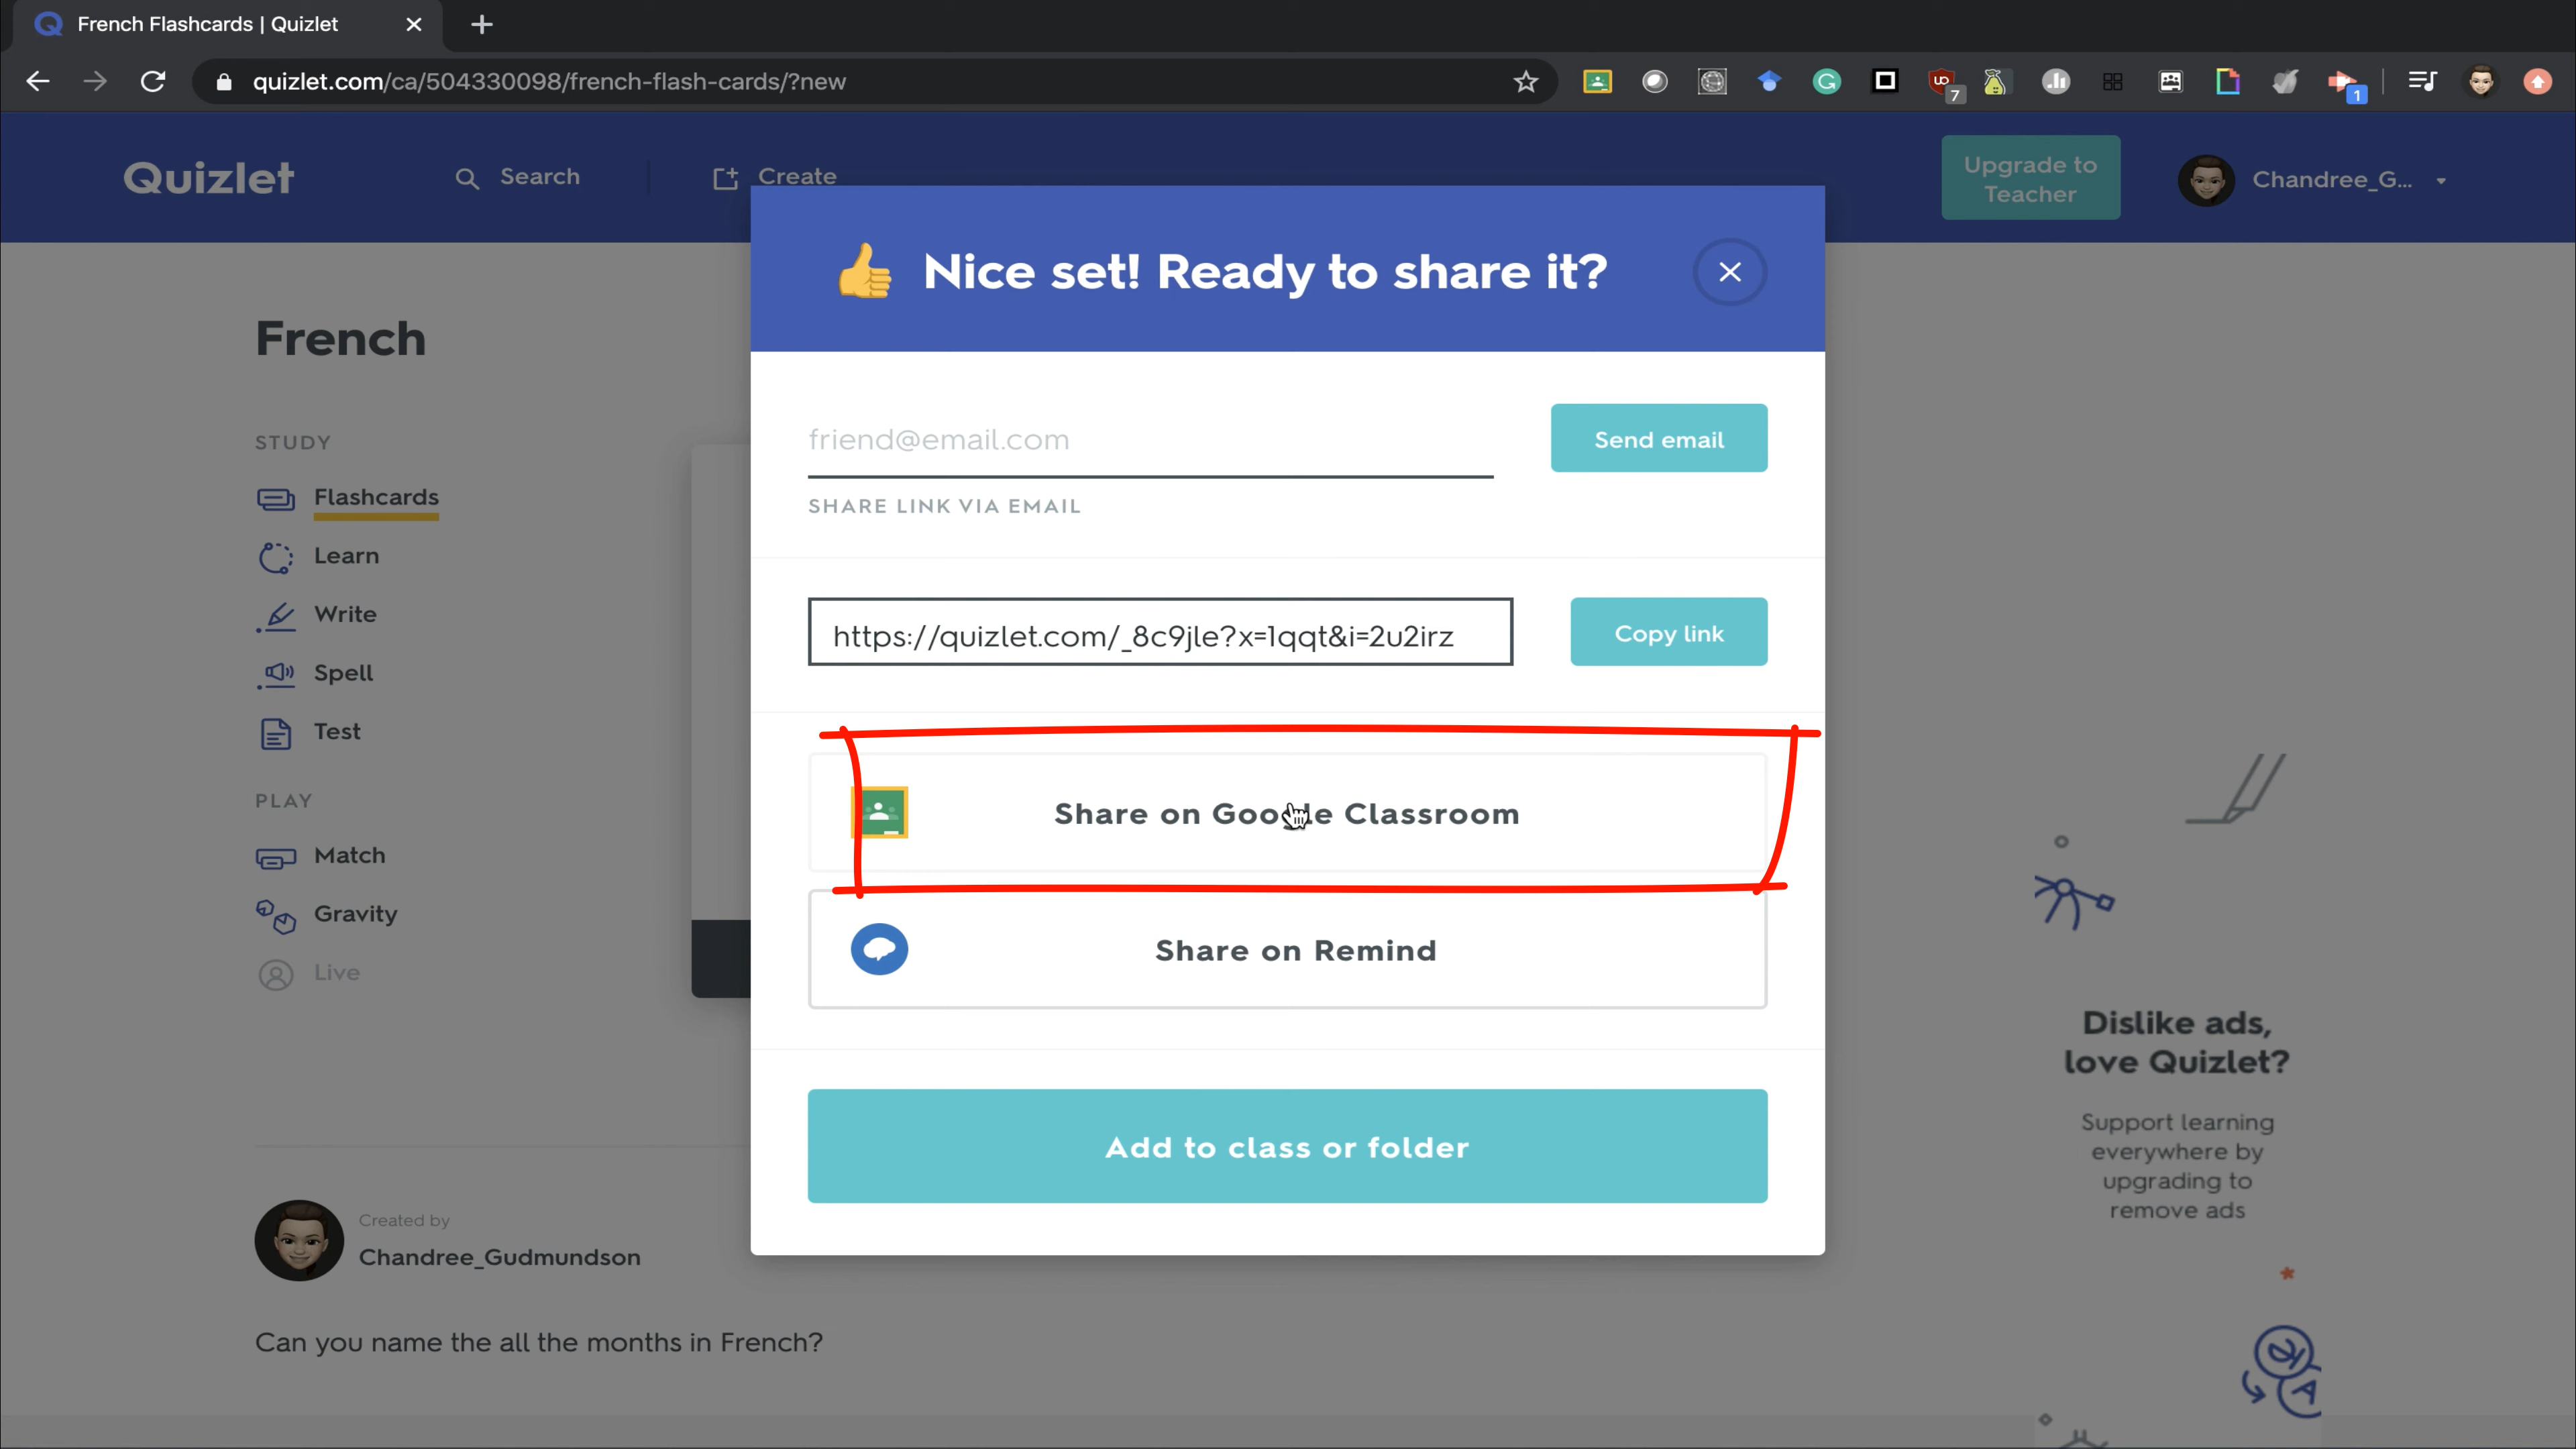 French Flashcards | Quizlet
quizlet.com/ca/504330098/french-flash-cards/?new
7
1
Quizlet
Search
Create
Upgrade to
Teacher
Chandree_G...
Nice set! Ready to share it?
French
friend@email.com
Send email
SHARE LINK VIA EMAIL
STUDY
Flashcards
Learn
Write
Spell
Test
https://quizlet.com/_8c9jle?x=1qqt&i=2u2irz
Copy link
Share on Google Classroom
PLAY
Match
Gravity
Live
Share on Remind
Dislike ads,
love Quizlet?
Support learning
everywhere by
upgrading to
remove ads
Add to class or folder
Created by
Chandree_Gudmundson
Can you name the all the months in French?